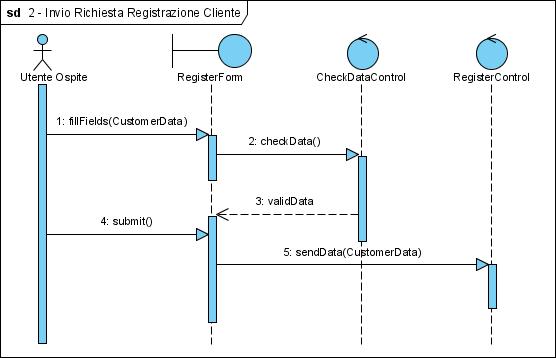 sd 2 - Invio Richiesta Registrazione Cliente
Utente Ospite
RegisterForm
CheckDataControl
RegisterControl
1: fillFields(CustomerData)
2: checkData()
3: validData
4: submit()
5: sendData(CustomerData)